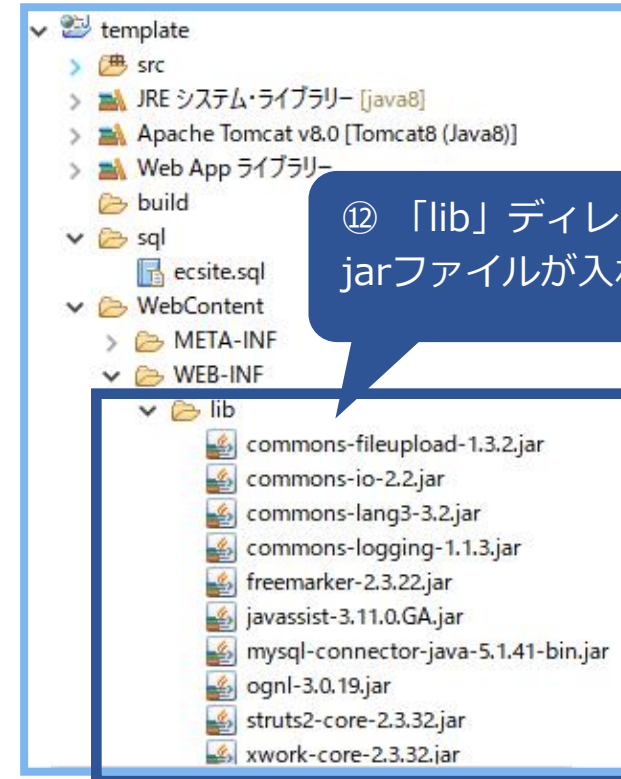 template
src
JRE システム・ライブラリー [java8]
Apache Tomcat v8.0 [Tomcat8 (Java8)]
Web App ライブラリー
build
sql
ecsite.sql
WebContent
META-INF
WEB-INF
⑫ 「lib」ディレ
jarファイルが入
lib
commons-fileupload-1.3.2.jar
commons-io-2.2.jar
commons-lang3-3.2.jar
commons-logging-1.1.3.jar
freemarker-2.3.22.jar
javassist-3.11.0.GA.jar
mysql-connector-java-5.1.41-bin.jar
ognl-3.0.19.jar
struts2-core-2.3.32.jar
xwork-core-2.3.32.jar